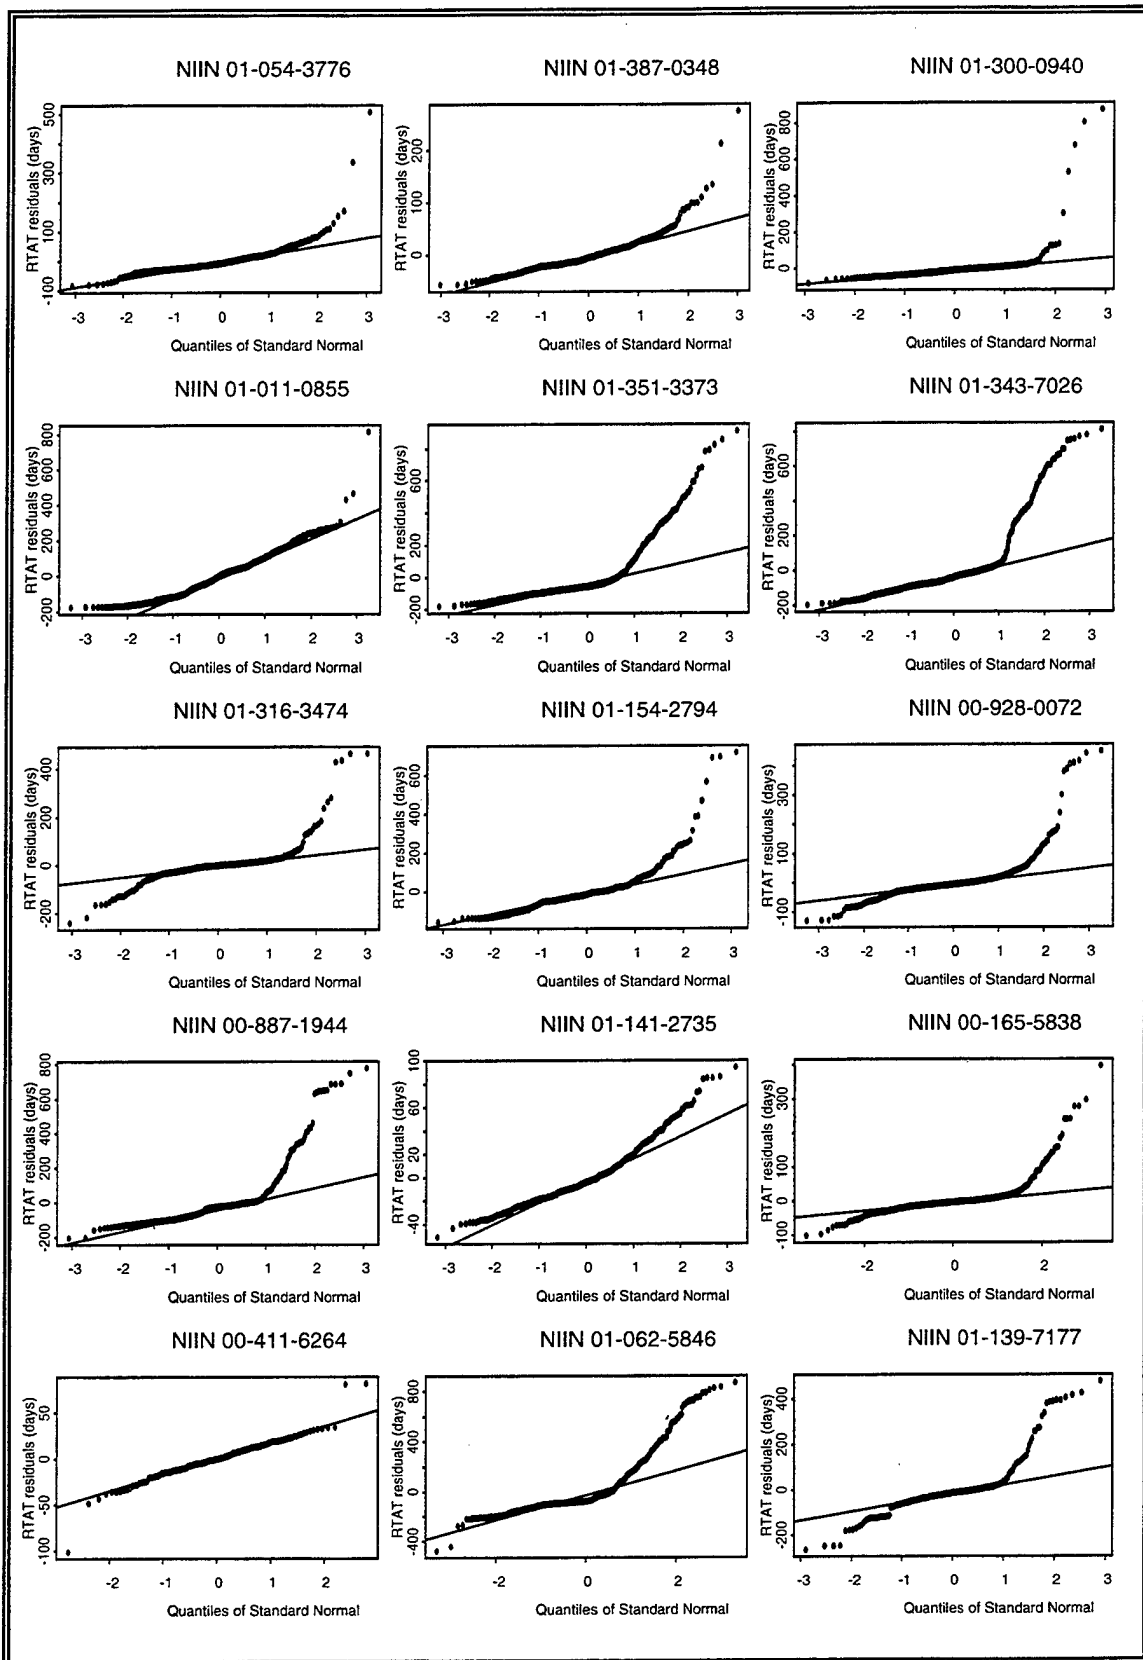 NIIN 01-054-3776
RTAT residuals (days)
-100 100 300 500
-3 -2 -1 0 1 2 3
Quantiles of Standard Normal
NIIN 01-387-0348
RTAT residuals (days)
0 100 200
-3 -2 -1 0 1 2 3
Quantiles of Standard Normal
NIIN 01-300-0940
RTAT residuals (days)
0 200 400 600 800
-3 -2 -1 0 1 2 3
Quantiles of Standard Normal
NIIN 01-011-0855
RTAT residuals (days)
-200 0 200 400 600 800
-3 -2 -1 0 1 2 3
Quantiles of Standard Normal
NIIN 01-351-3373
RTAT residuals (days)
-200 0 200 600
-3 -2 -1 0 1 2 3
Quantiles of Standard Normal
NIIN 01-343-7026
RTAT residuals (days)
-200 0 200 600
-3 -2 -1 0 1 2 3
Quantiles of Standard Normal
NIIN 01-316-3474
RTAT residuals (days)
-200 0 200 400
-3 -2 -1 0 1 2 3
Quantiles of Standard Normal
NIIN 01-154-2794
RTAT residuals (days)
0 200 400 600
-3 -2 -1 0 1 2 3
Quantiles of Standard Normal
NIIN 00-928-0072
RTAT residuals (days)
-100 100 300
-3 -2 -1 0 1 2 3
Quantiles of Standard Normal
NIIN 00-887-1944
RTAT residuals (days)
-200 0 200 400 600 800
-3 -2 -1 0 1 2 3
Quantiles of Standard Normal
NIIN 01-141-2735
RTAT residuals (days)
-40 0 20 60 100
-3 -2 -1 0 1 2 3
Quantiles of Standard Normal
NIIN 00-165-5838
RTAT residuals (days)
-100 0 100 300
-2 0 2
Quantiles of Standard Normal
NIIN 00-411-6264
RTAT residuals (days)
-100 -50 0 50
-2 -1 0 1 2
Quantiles of Standard Normal
NIIN 01-062-5846
RTAT residuals (days)
-400 0 400 800
-2 0 2
Quantiles of Standard Normal
NIIN 01-139-7177
RTAT residuals (days)
-200 0 200 400
-3 -2 -1 0 1 2 3
Quantiles of Standard Normal